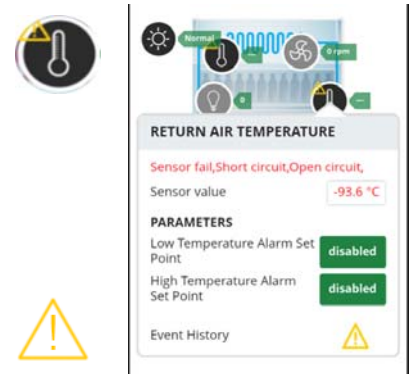 Normal
---
0 rpm
0
---
RETURN AIR TEMPERATURE
Sensor fail,Short circuit,Open circuit,
Sensor value -93.6 °C
PARAMETERS
Low Temperature Alarm Set
Point
disabled
High Temperature Alarm
Set Point
disabled
Event History